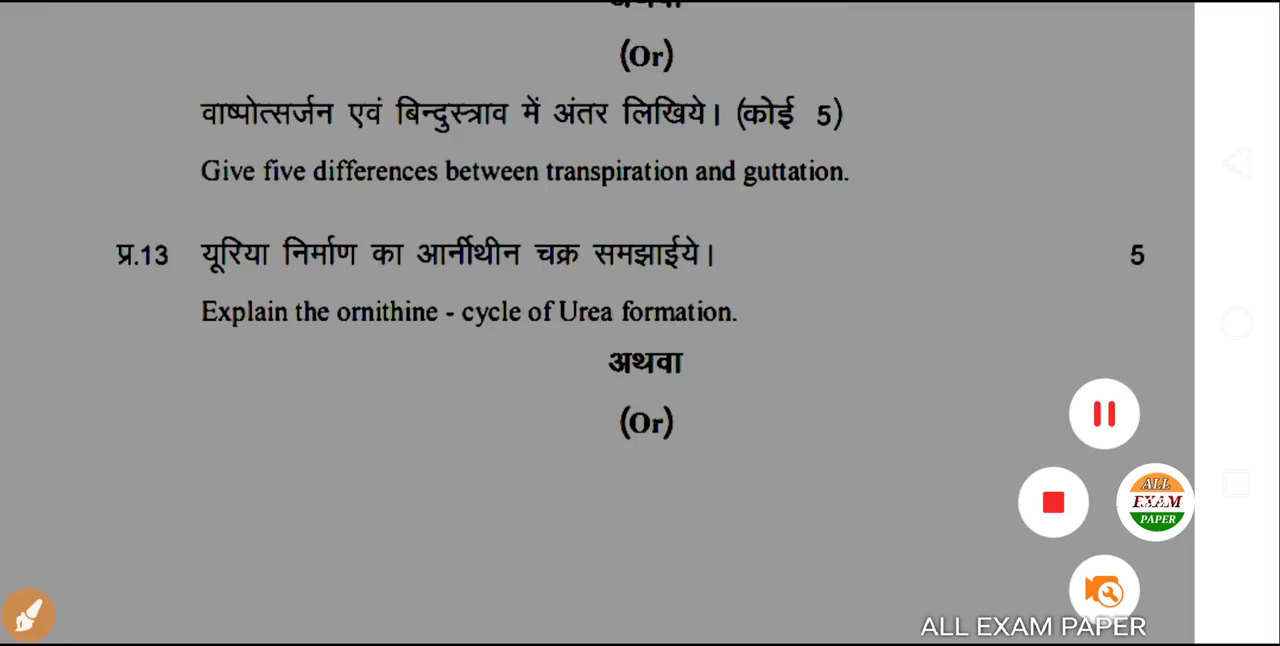 अथवा
(Or)
वाष्पोत्सर्जन एवं बिन्दुस्त्राव में अंतर लिखिये। (कोई 5)
Give five differences between transpiration and guttation.
प्र.13 यूरिया निर्माण का आर्नीथीन चक्र समझाईये। 5
Explain the ornithine - cycle of Urea formation.
अथवा
(Or)
ALL
EXAM
PAPER
ALL EXAM PAPER